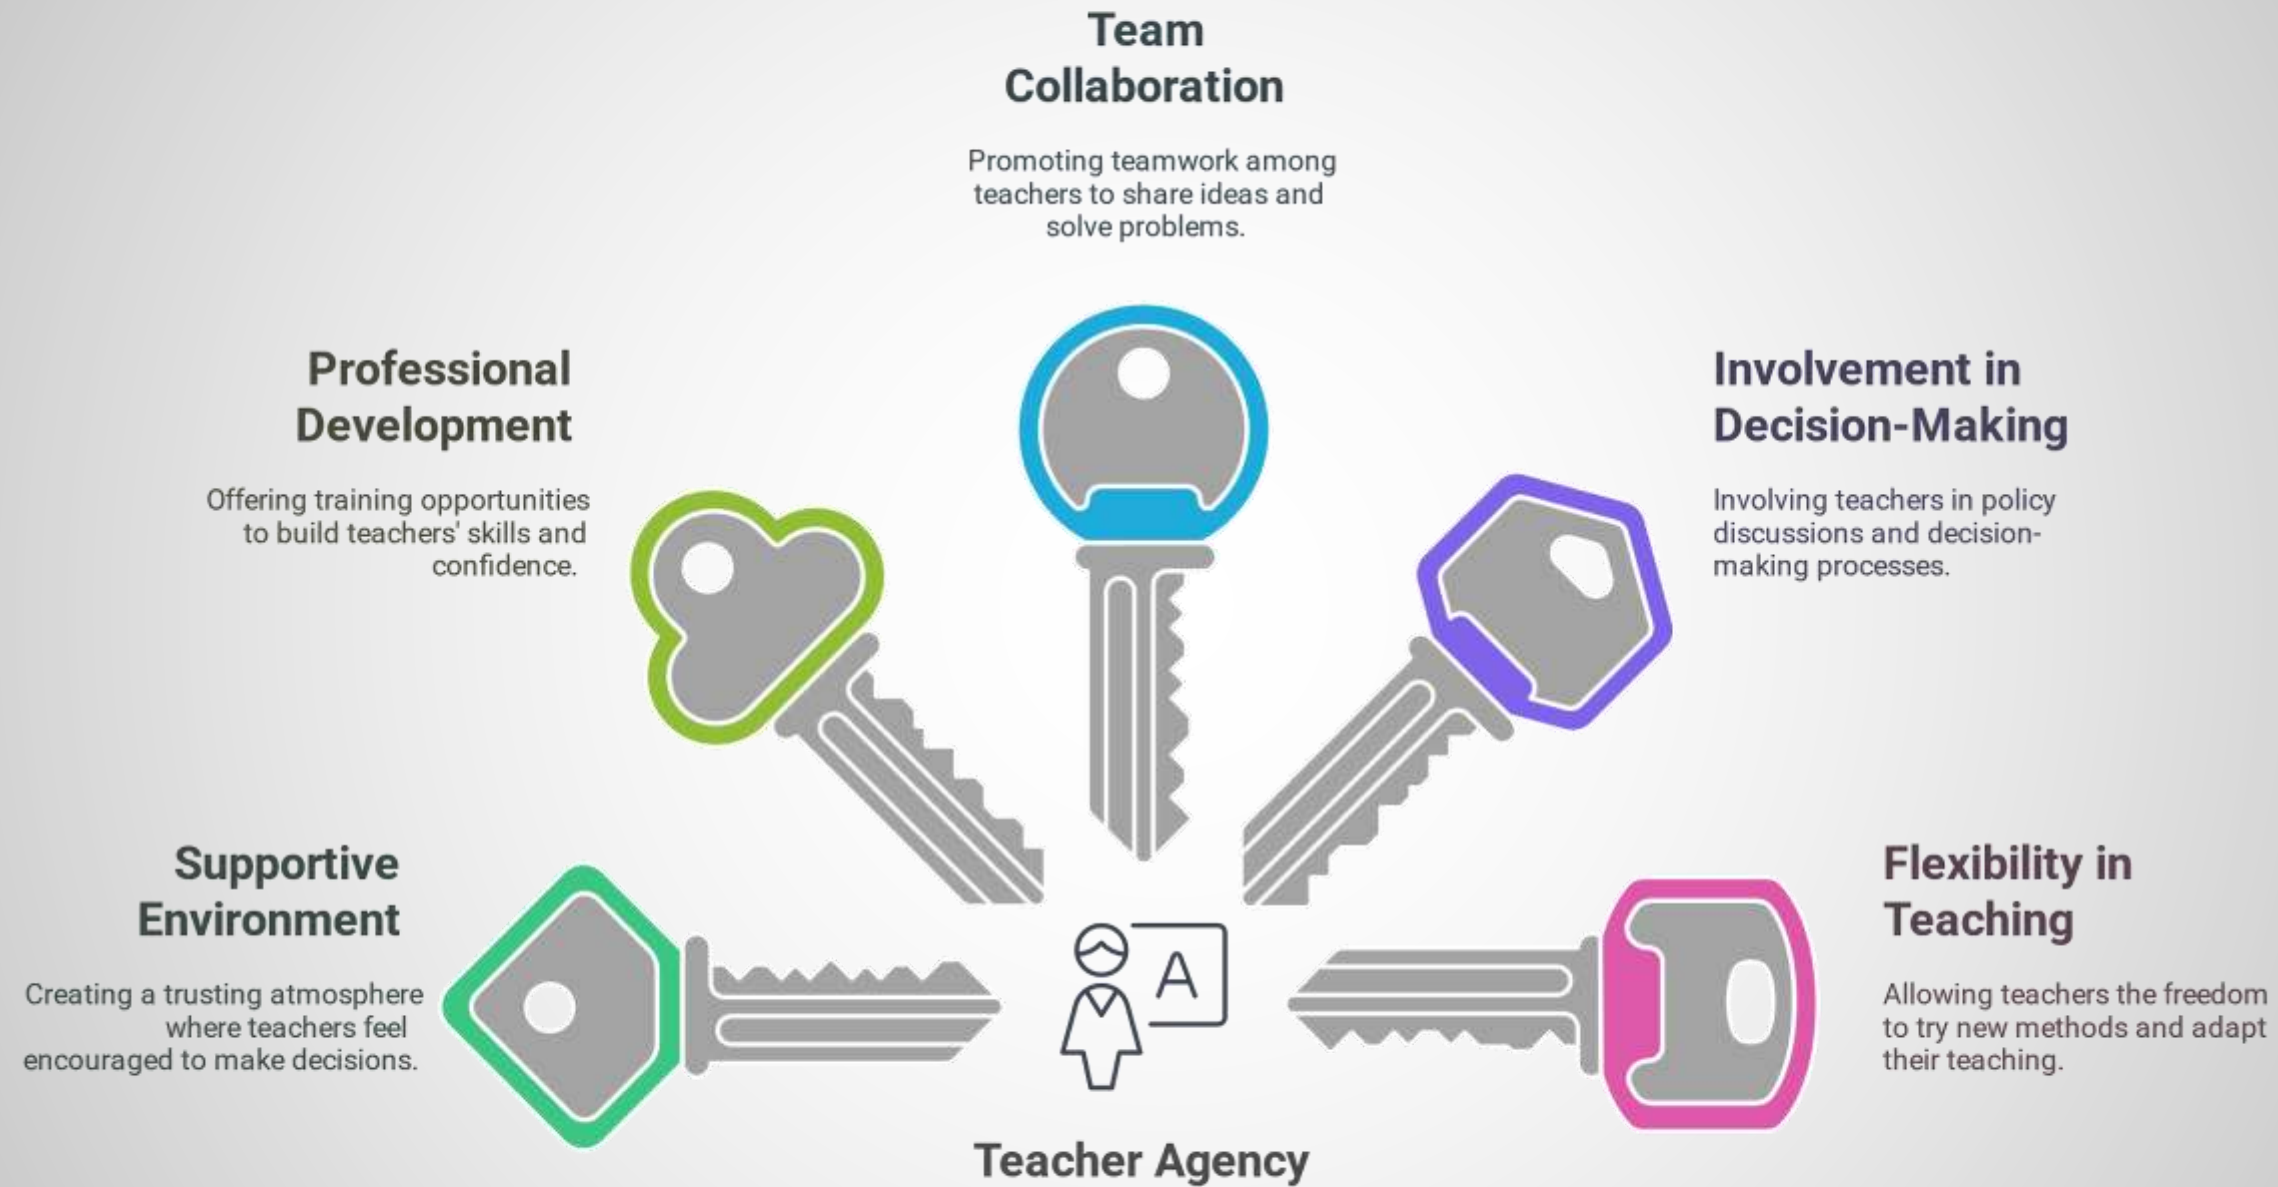 Team
Collaboration
Promoting teamwork among
teachers to share ideas and
solve problems.
Professional
Development
Offering training opportunities
to build teachers' skills and
confidence.
Involvement in
Decision-Making
Involving teachers in policy
discussions and decision-
making processes.
Supportive
Environment
Creating a trusting atmosphere
where teachers feel
encouraged to make decisions.
Flexibility in
Teaching
Allowing teachers the freedom
to try new methods and adapt
their teaching.
A
Teacher Agency